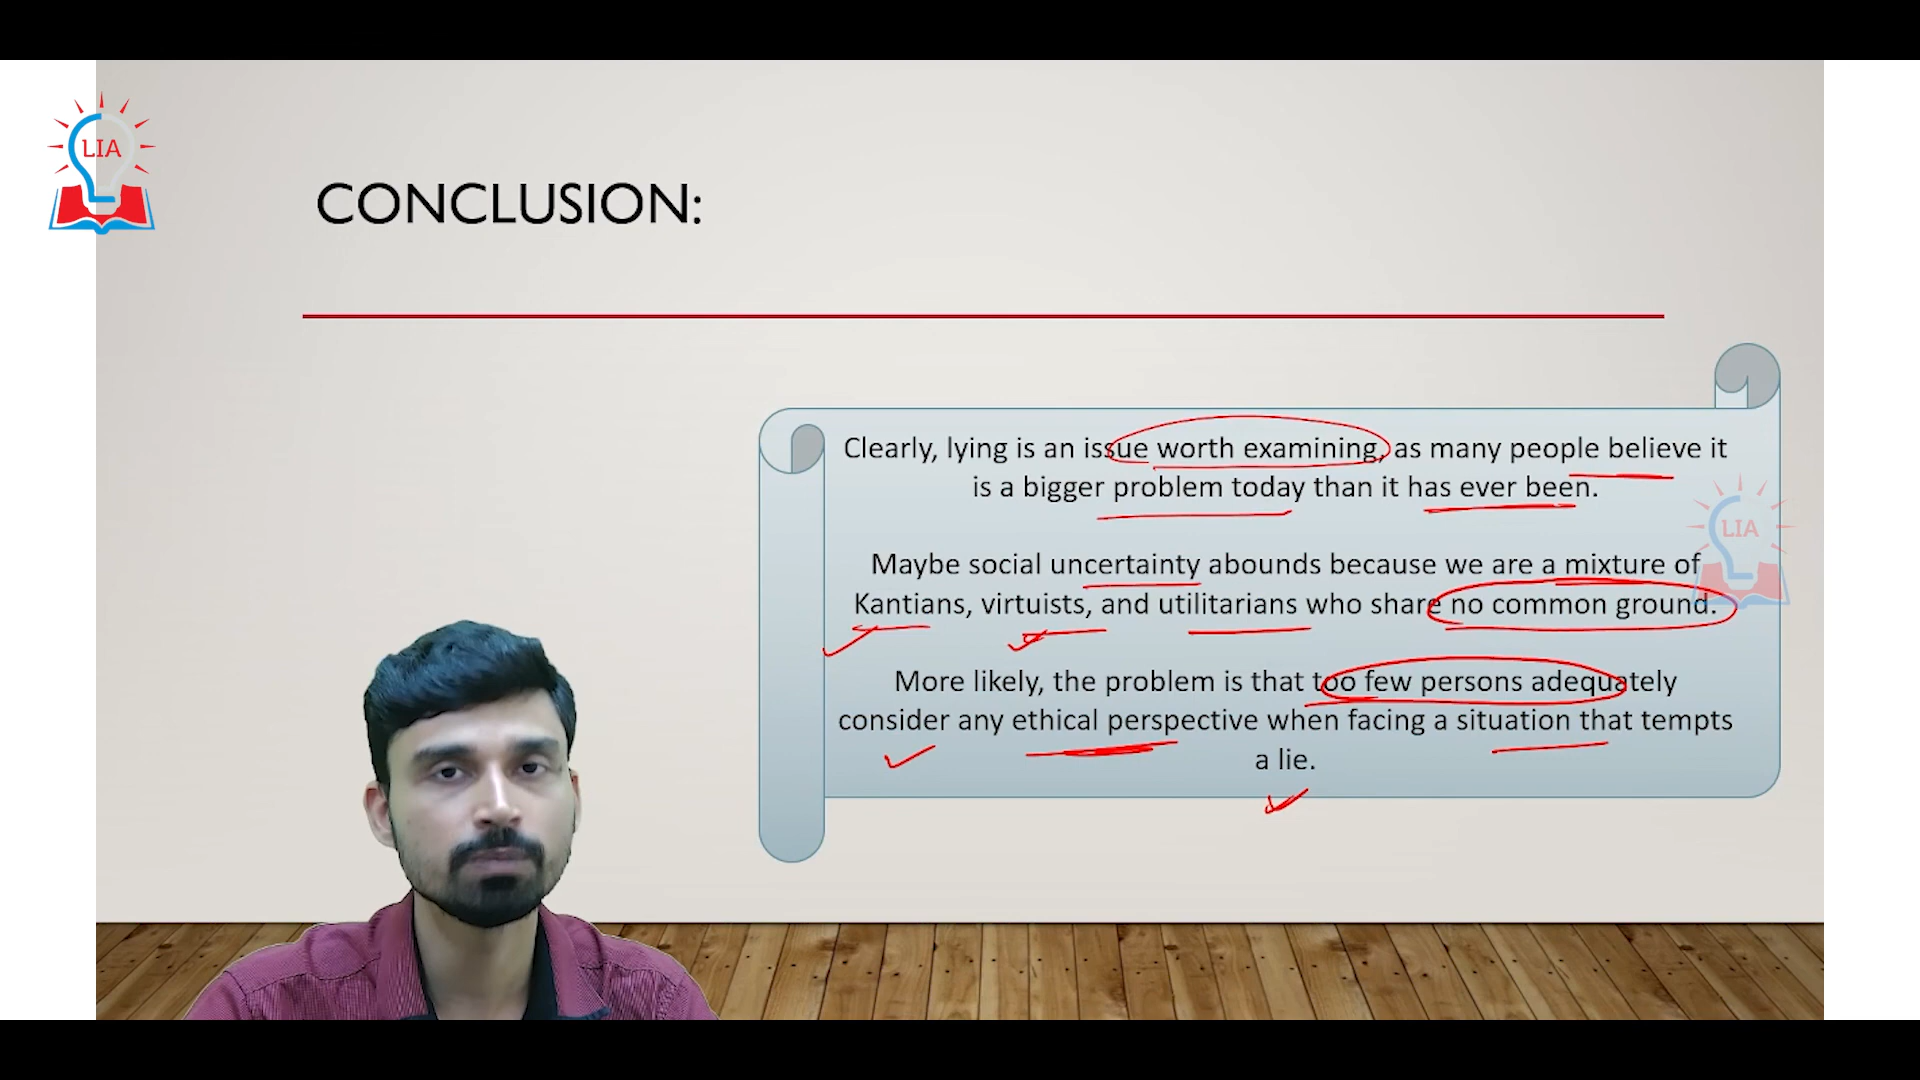 LIA
CONCLUSION:
Clearly, lying is an issue worth examining, as many people believe it
is a bigger problem today than it has ever been.
Maybe social uncertainty abounds because we are a mixture of
Kantians, virtuists, and utilitarians who share no common ground.
More likely, the problem is that too few persons adequately
consider any ethical perspective when facing a situation that tempts
a lie.
LIA